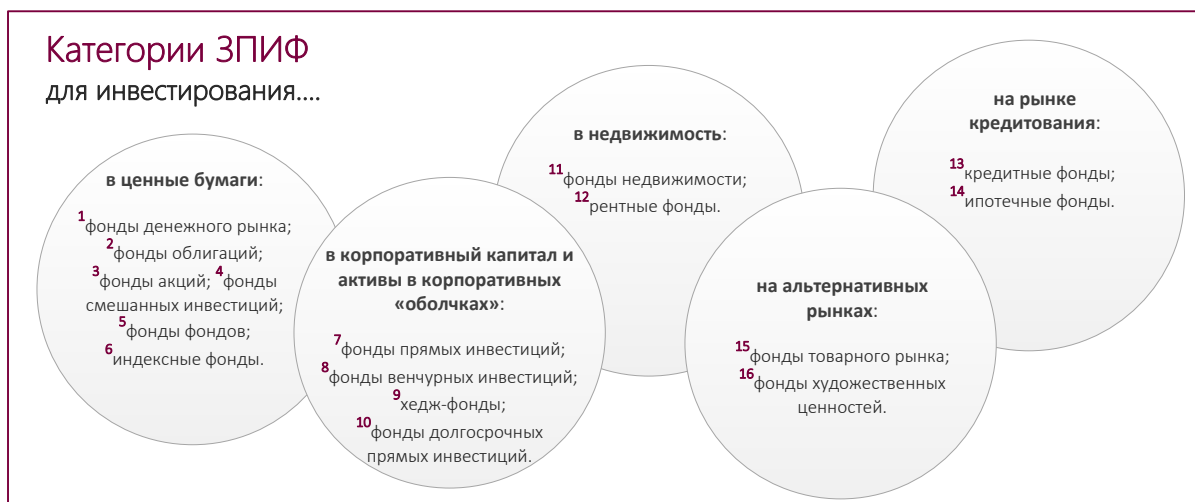 Категории ЗПИФ
для инвестирования....
в ценные бумаги:
1фонды денежного рынка;
2фонды облигаций;
3фонды акций; 4фонды
смешанных инвестиций;
5фонды фондов;
6индексные фонды.
в корпоративный капитал и
активы в корпоративных
«оболчках»:
7фонды прямых инвестиций;
8фонды венчурных инвестиций;
9хедж-фонды;
10фонды долгосрочных
прямых инвестиций.
в недвижимость:
11фонды недвижимости;
12рентные фонды.
на альтернативных
рынках:
15фонды товарного рынка;
16фонды художественных
ценностей.
на рынке
кредитования:
13кредитные фонды;
14ипотечные фонды.